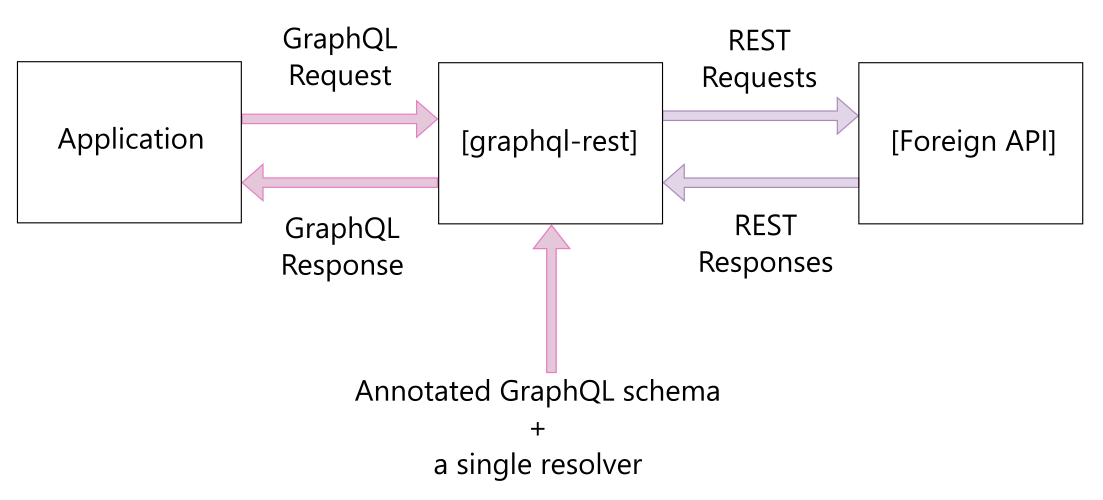 GraphQL
Request
REST
Requests
Application
[graphql-rest]
[Foreign API]
GraphQL
Response
REST
Responses
Annotated GraphQL schema
+
a single resolver